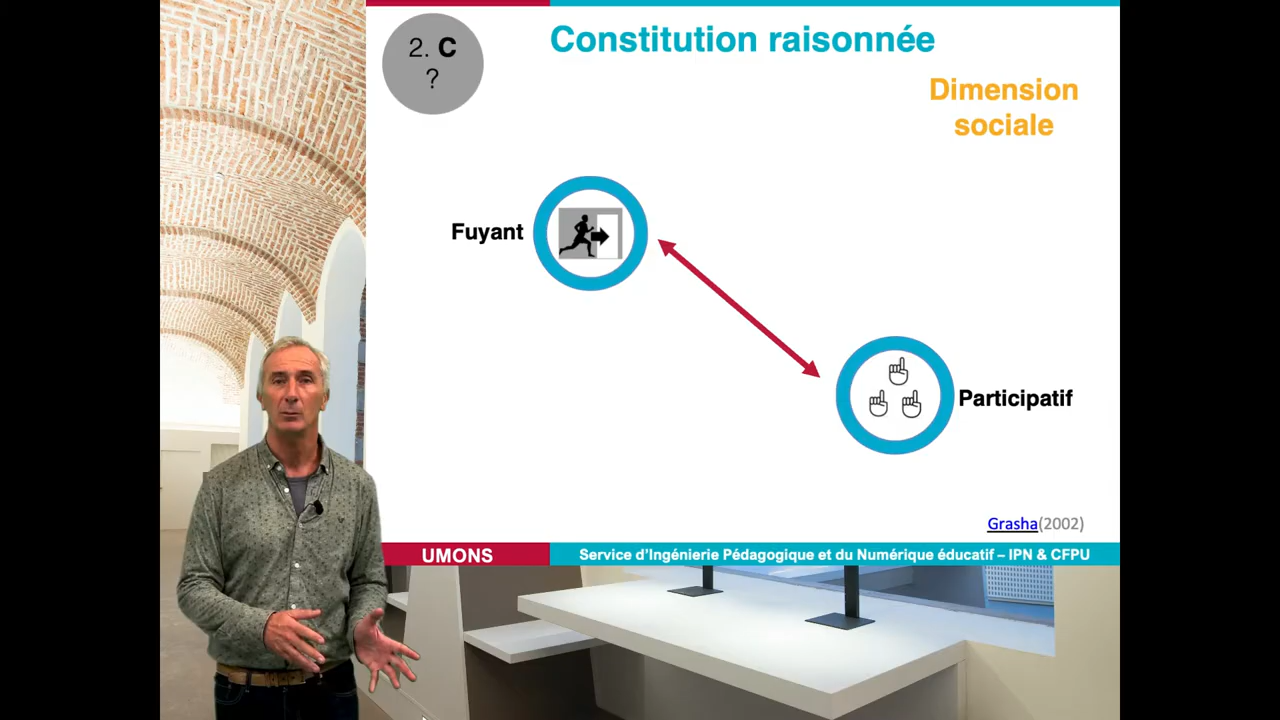 2. C
?
Constitution raisonnée
Dimension
sociale
Fuyant
Participatif
Grasha(2002)
UMONS
Service d'Ingénierie Pédagogique et du Numérique éducatif – IPN & CFPU